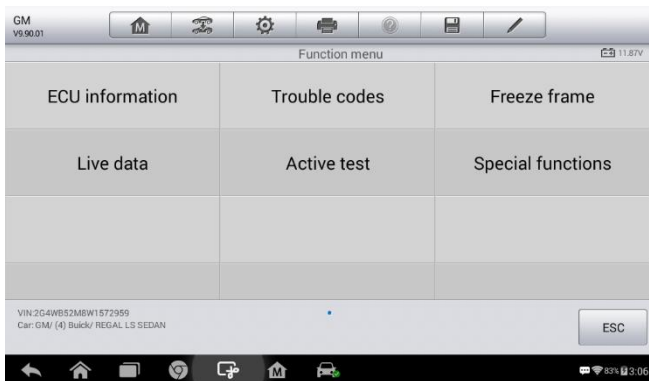 GM
V9.90.01
M
Function menu
11.87V
ECU information
Trouble codes
Freeze frame
Live data
Active test
Special functions
VIN:2G4WB52M8W1572959
Car: GM/ (4) Buick/ REGAL LS SEDAN
ESC
M
83% 3:06